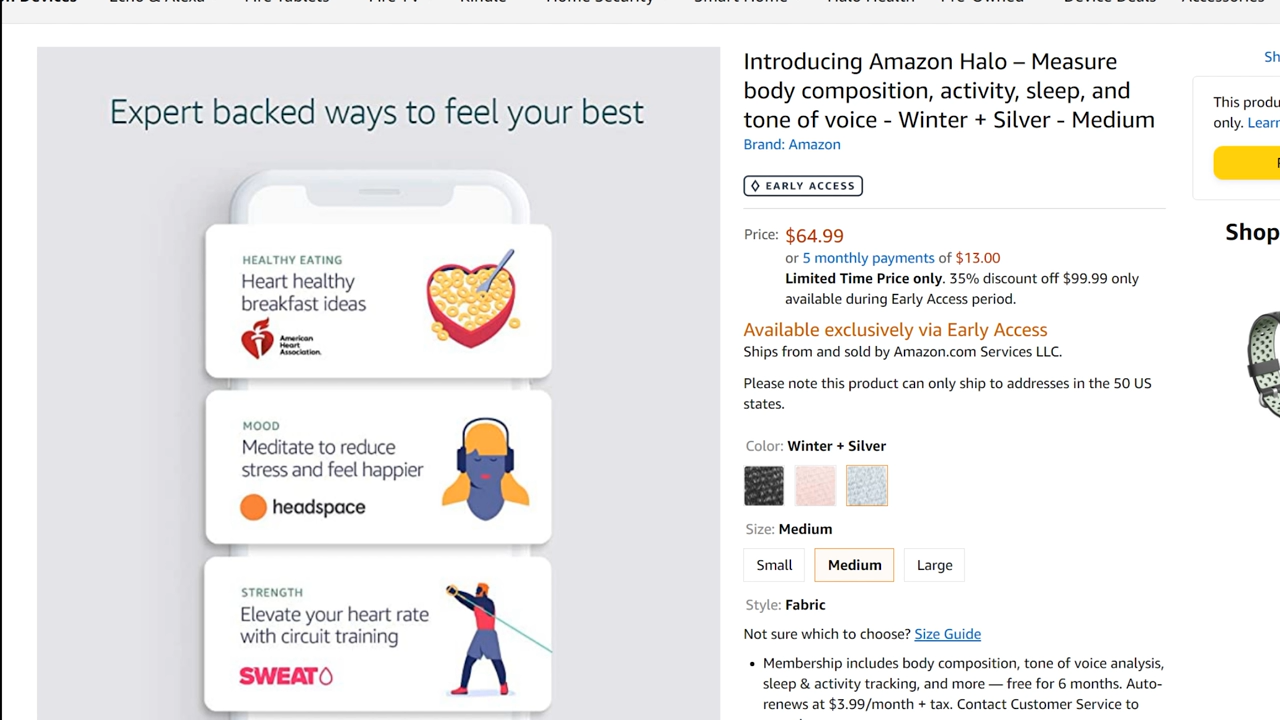 Echo & Alexa Fire Tablets Fire TV Kindle Home Security Smart Home Halo Health Pre-Owned Device Deals Accessories
Expert backed ways to feel your best
HEALTHY EATING
Heart healthy
breakfast ideas
American
Heart
Association.
MOOD
Meditate to reduce
stress and feel happier
headspace
STRENGTH
Elevate your heart rate
with circuit training
SWEAT
Introducing Amazon Halo – Measure
body composition, activity, sleep, and
tone of voice - Winter + Silver - Medium
Brand: Amazon
EARLY ACCESS
Price: $64.99
or 5 monthly payments of $13.00
Limited Time Price only. 35% discount off $99.99 only
available during Early Access period.
Available exclusively via Early Access
Ships from and sold by Amazon.com Services LLC.
Please note this product can only ship to addresses in the 50 US
states.
Color: Winter + Silver
Size: Medium
Small Medium Large
Style: Fabric
Not sure which to choose? Size Guide
• Membership includes body composition, tone of voice analysis,
sleep & activity tracking, and more — free for 6 months. Auto-
renews at $3.99/month + tax. Contact Customer Service to
Sh
This produ
only. Learn
Shop